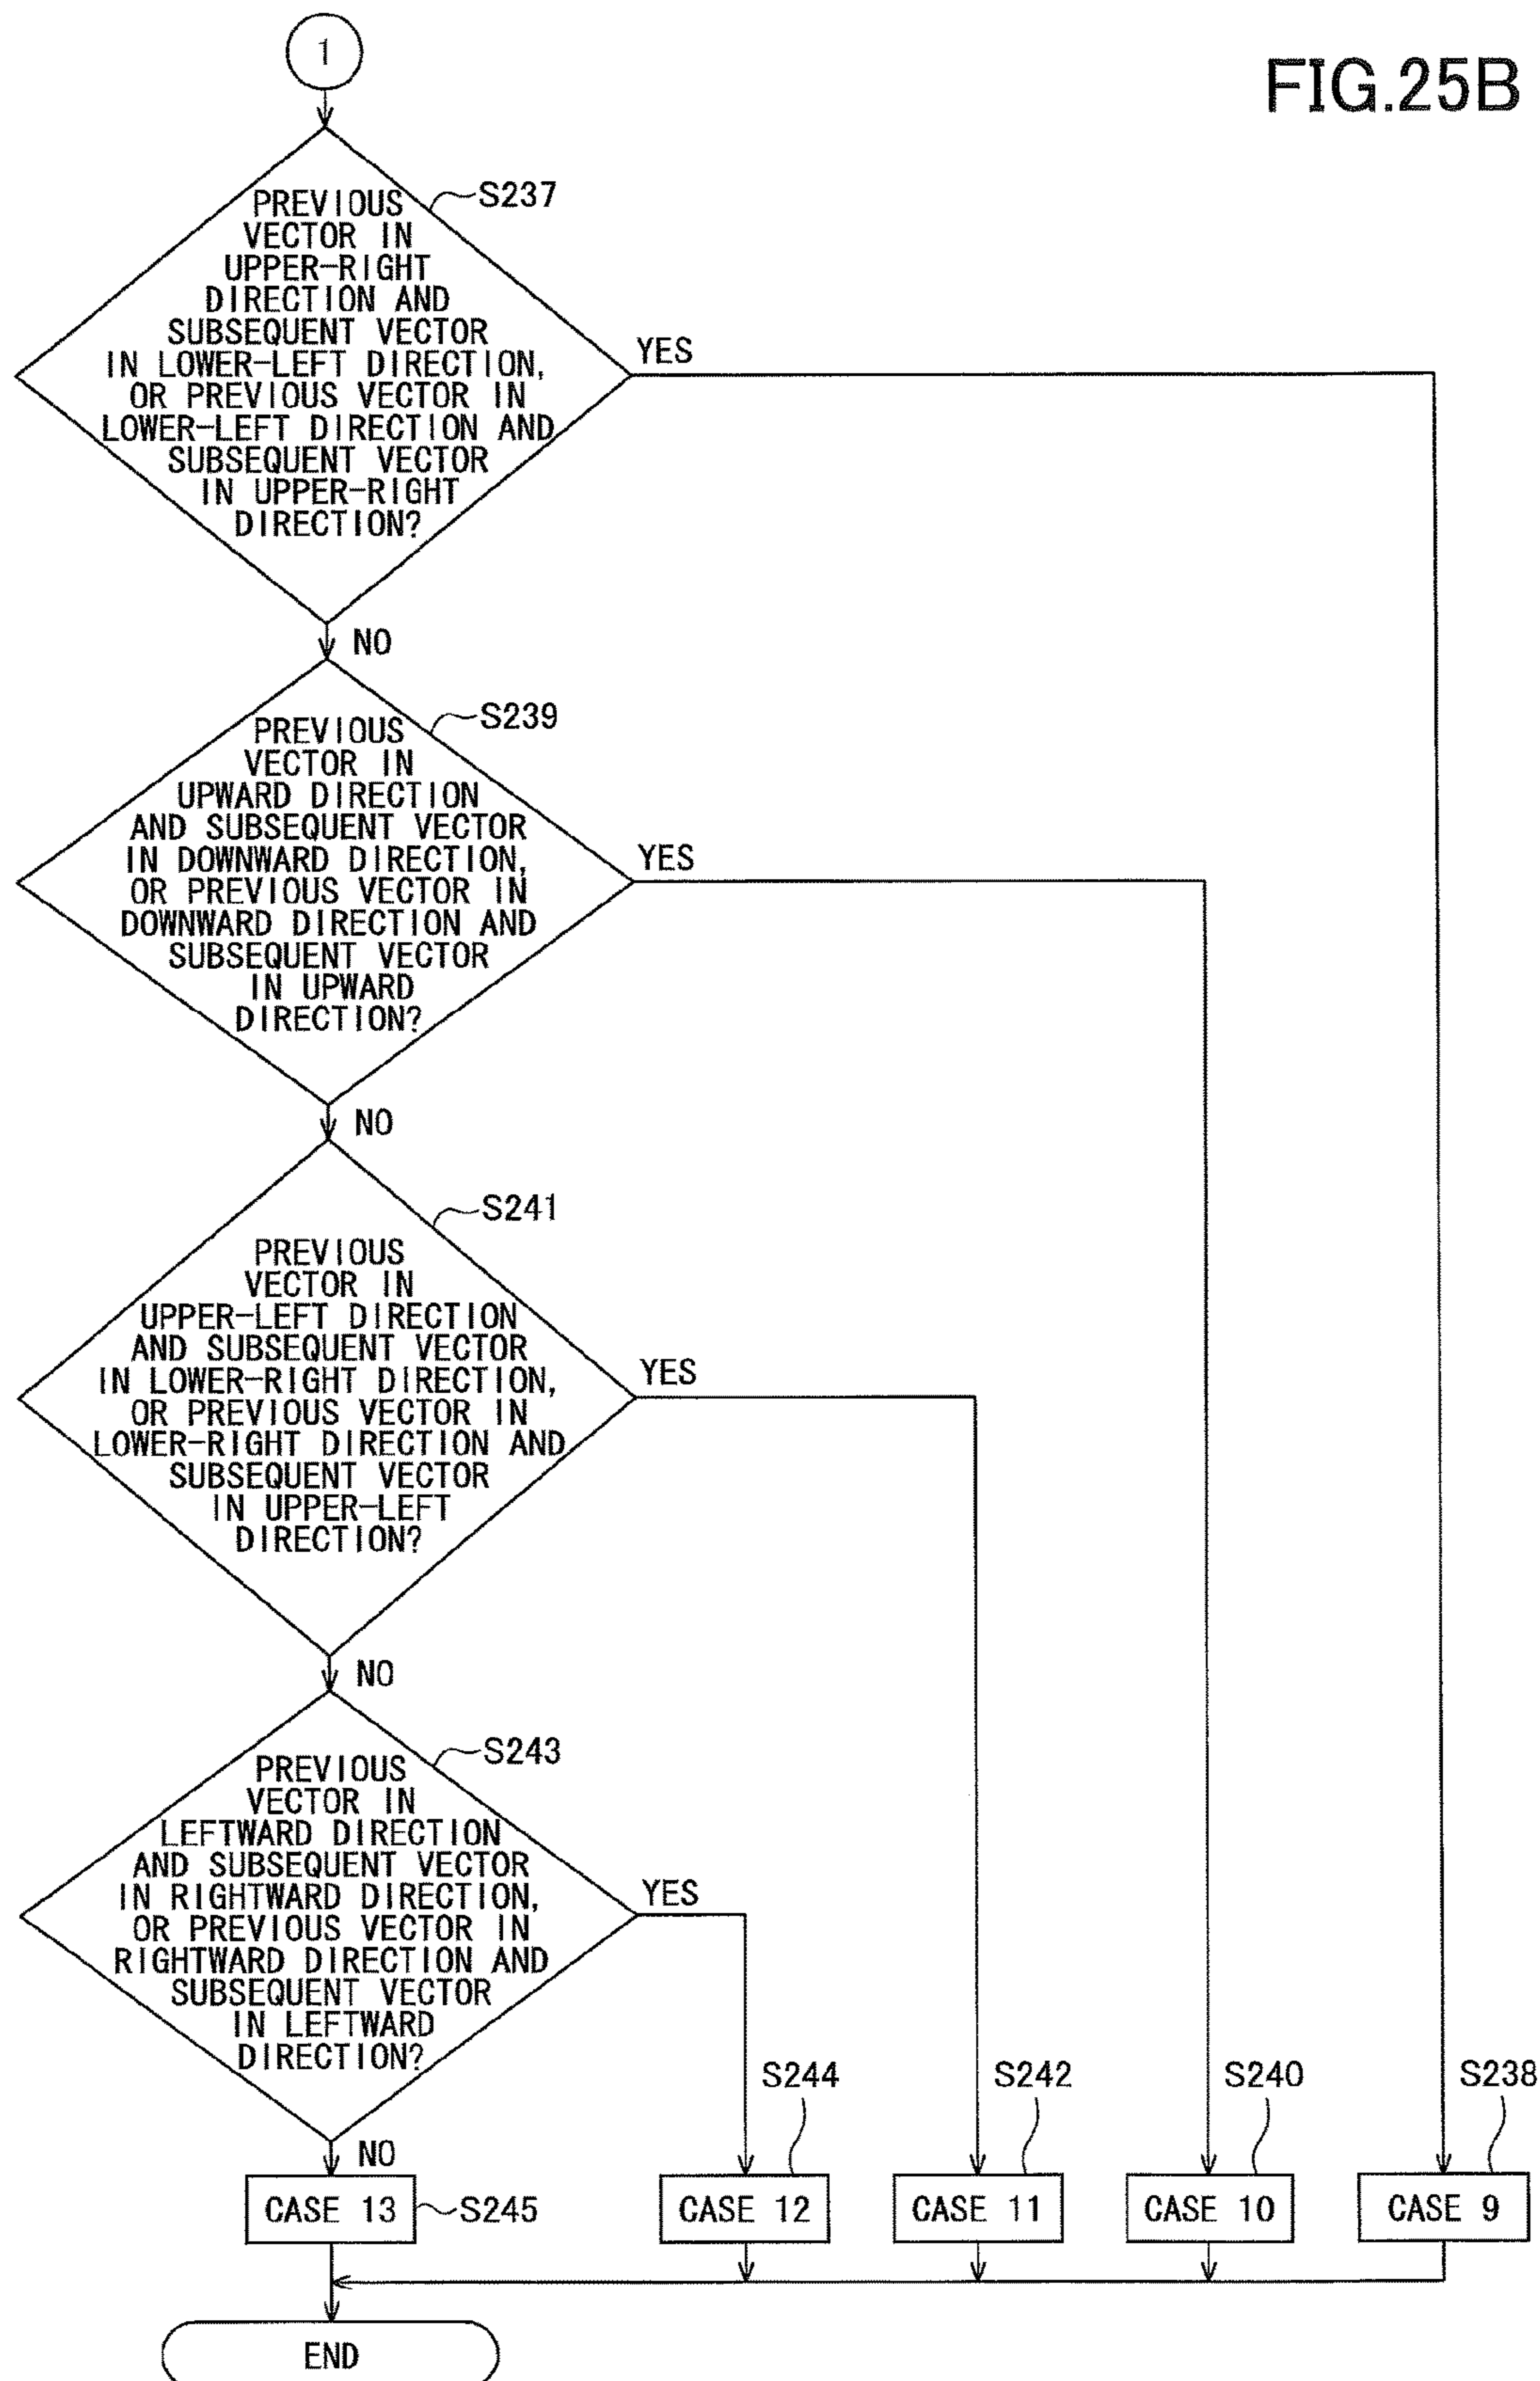 1
FIG.25B
PREVIOUS
VECTOR IN
UPPER-RIGHT
DIRECTION AND
SUBSEQUENT VECTOR
IN LOWER-LEFT DIRECTION,
OR PREVIOUS VECTOR IN
LOWER-LEFT DIRECTION AND
SUBSEQUENT VECTOR
IN UPPER-RIGHT
DIRECTION?
S237
YES
NO
PREVIOUS
VECTOR IN
UPWARD DIRECTION
AND SUBSEQUENT VECTOR
IN DOWNWARD DIRECTION,
OR PREVIOUS VECTOR IN
DOWNWARD DIRECTION AND
SUBSEQUENT VECTOR
IN UPWARD
DIRECTION?
S239
YES
NO
PREVIOUS
VECTOR IN
UPPER-LEFT DIRECTION
AND SUBSEQUENT VECTOR
IN LOWER-RIGHT DIRECTION,
OR PREVIOUS VECTOR IN
LOWER-RIGHT DIRECTION AND
SUBSEQUENT VECTOR
IN UPPER-LEFT
DIRECTION?
S241
YES
NO
PREVIOUS
VECTOR IN
LEFTWARD DIRECTION
AND SUBSEQUENT VECTOR
IN RIGHTWARD DIRECTION,
OR PREVIOUS VECTOR IN
RIGHTWARD DIRECTION AND
SUBSEQUENT VECTOR
IN LEFTWARD
DIRECTION?
S243
YES
NO
S244
S242
S240
S238
CASE 13
S245
CASE 12
CASE 11
CASE 10
CASE 9
END